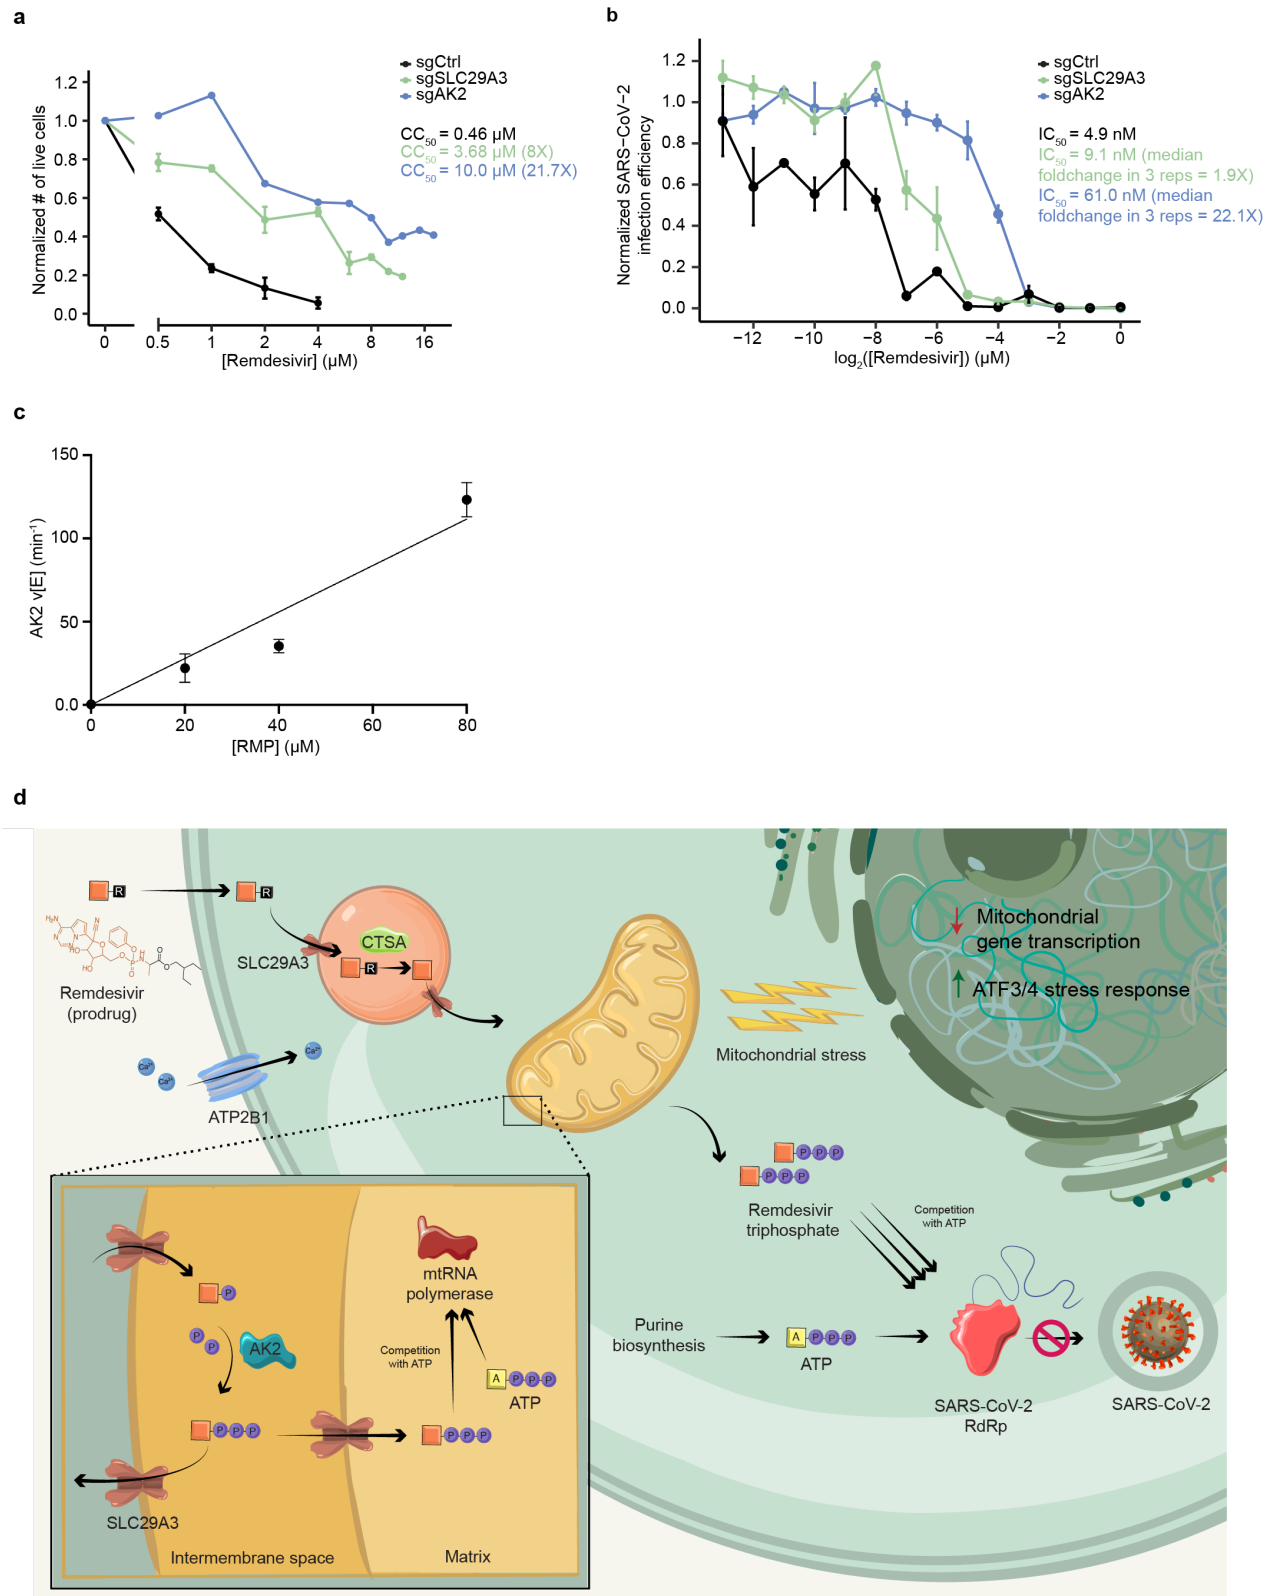 a
sgCtrl
sgSLC29A3
sgAK2
CC50 = 0.46 µM
CC50 = 3.68 µM (8X)
CC50 = 10.0 µM (21.7X)
Normalized # of live cells
1.2
1.0
0.8
0.6
0.4
0.2
0.0
0 0.5 1 2 4 8 16
[Remdesivir] (µM)
b
sgCtrl
sgSLC29A3
sgAK2
IC50 = 4.9 nM
IC50 = 9.1 nM (median
foldchange in 3 reps = 1.9X)
IC50 = 61.0 nM (median
foldchange in 3 reps = 22.1X)
Normalized SARS−CoV−2
infection efficiency
1.2
1.0
0.8
0.6
0.4
0.2
0.0
−12 −10 −8 −6 −4 −2 0
log2([Remdesivir]) (µM)
c
AK2 v[E] (min-1)
150
100
50
0.0
0 20 40 60 80
[RMP] (µM)
d
R
R
SLC29A3
CTSA
R
H2N
N
N
N
O
HO
HO
O
O
P
O
N
H
O
O
Remdesivir
(prodrug)
Ca2+
Ca2+
Ca2+
ATP2B1
Mitochondrial
gene transcription
ATF3/4 stress response
Mitochondrial stress
P P P
P P P
Remdesivir
triphosphate
Competition
with ATP
Purine
biosynthesis
A P P P
ATP
SARS-CoV-2
RdRp
SARS-CoV-2
P
P
P
AK2
P P P
SLC29A3
Intermembrane space
mtRNA
polymerase
Competition
with ATP
A P P P
ATP
P P P
Matrix